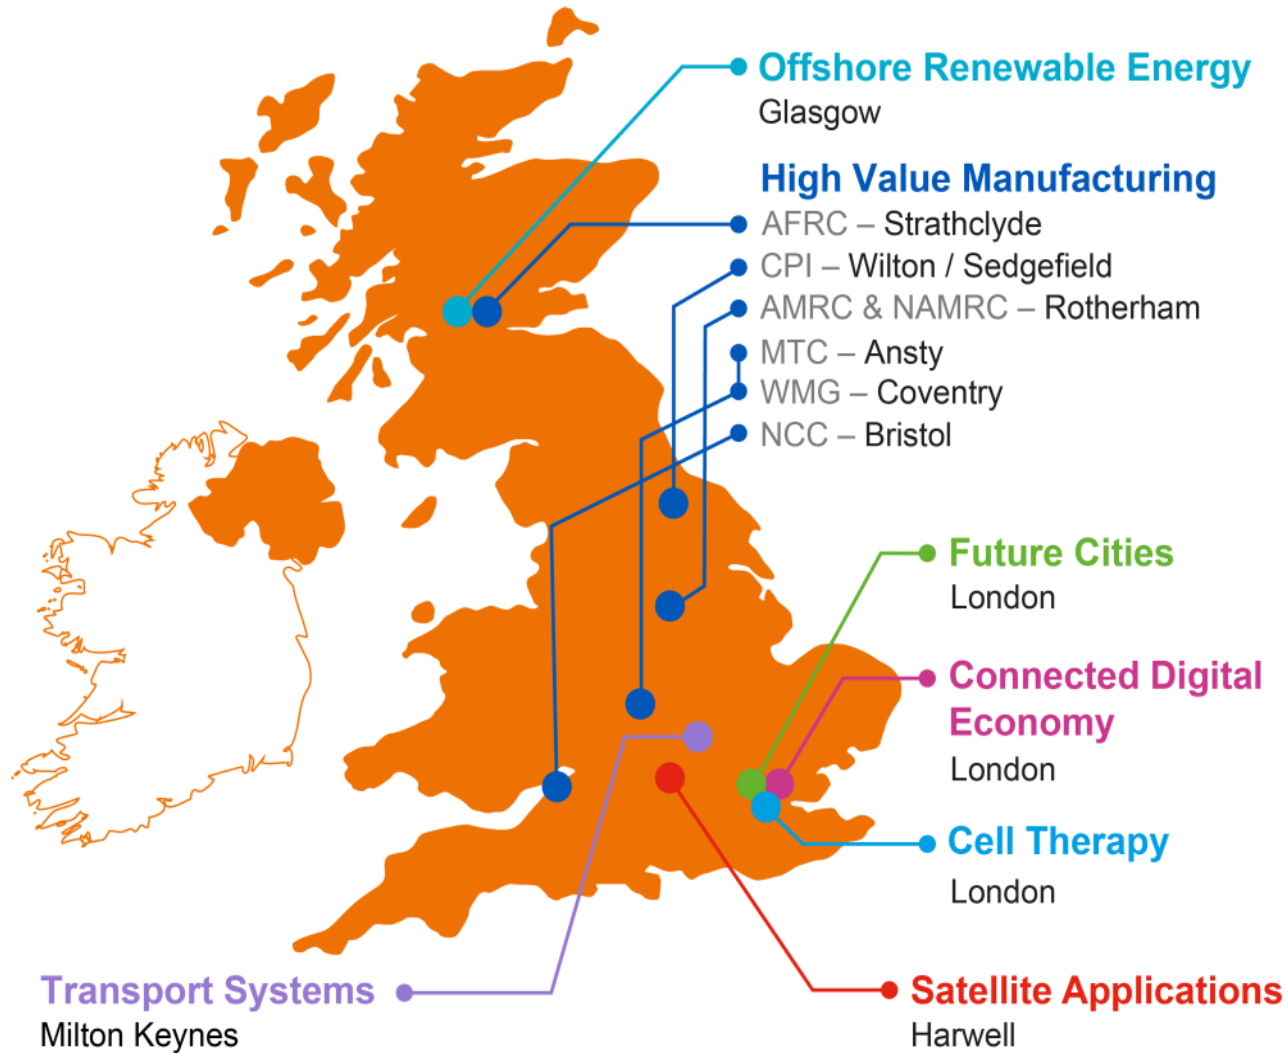 Offshore Renewable Energy
Glasgow
High Value Manufacturing
AFRC – Strathclyde
CPI – Wilton / Sedgefield
AMRC & NAMRC – Rotherham
MTC – Ansty
WMG – Coventry
NCC – Bristol
Future Cities
London
Connected Digital
Economy
London
Cell Therapy
London
Transport Systems
Milton Keynes
Satellite Applications
Harwell